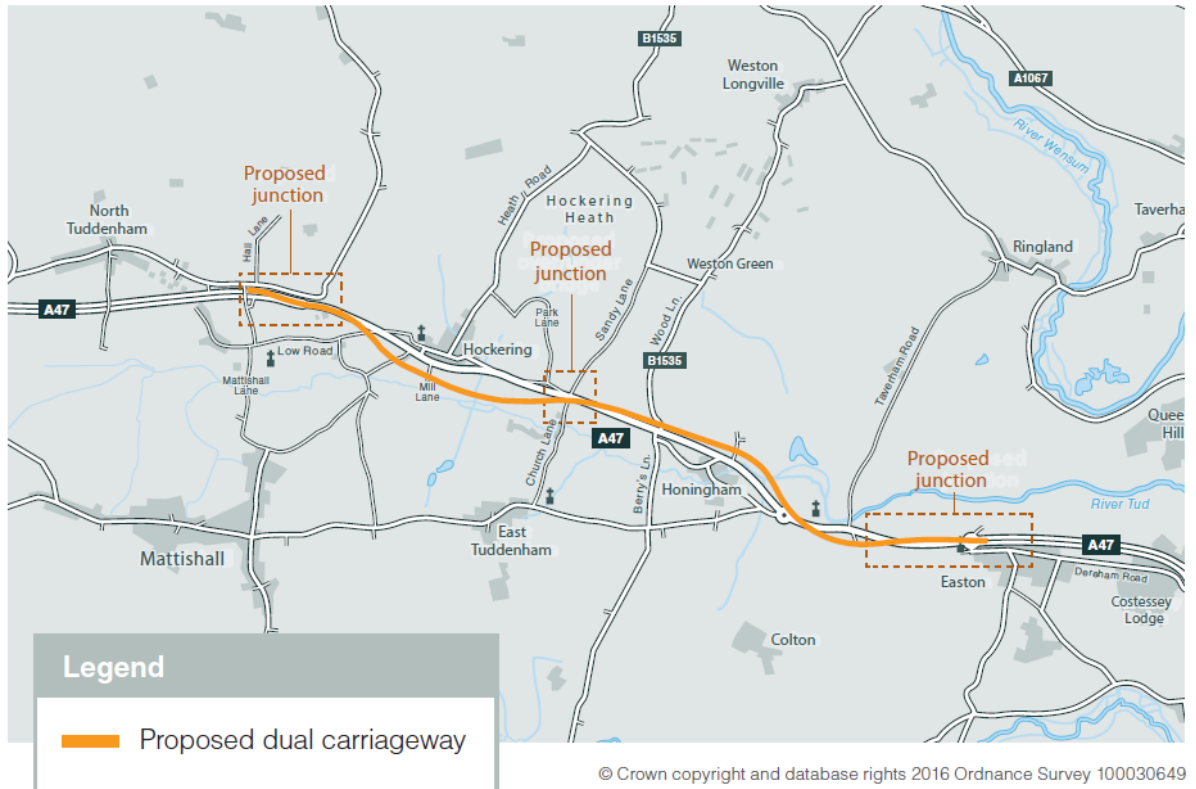 B1535
Weston
Longville
A1067
River Wensum
Proposed
junction
Heath Road
Hockering
Heath
North
Tuddenham
Hall Lane
Taverha
Proposed
junction
Ringland
Weston Green
A47
Park
Lane
Sandy Lane
Wood Ln.
Low Road
Hockering
B1535
Taverham Road
Mattishall
Lane
Mill
Lane
Quee
Hill
A47
Church Lane
Proposed
junction
Berry's Ln.
Honingham
River Tud
East
Tuddenham
Mattishall
A47
Easton
Dereham Road
Costessey
Lodge
Colton
Legend
Proposed dual carriageway
© Crown copyright and database rights 2016 Ordnance Survey 100030649